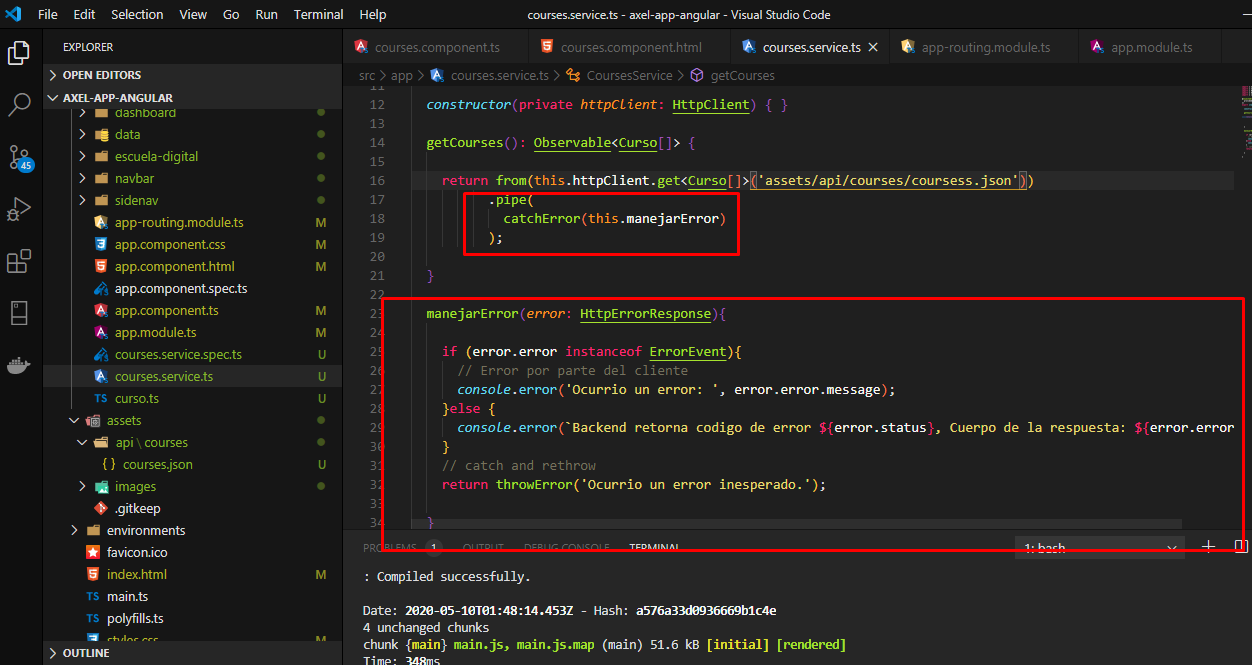 File Edit Selection View Go Run Terminal Help courses.service.ts - axel-app-angular - Visual Studio Code
EXPLORER
OPEN EDITORS
AXEL-APP-ANGULAR
dashboard
data
escuela-digital
navbar
sidenav
app-routing.module.ts M
app.component.css M
app.component.html M
app.component.spec.ts
app.component.ts M
app.module.ts M
courses.service.spec.ts U
courses.service.ts U
TS curso.ts U
assets
api \ courses
{ } courses.json U
images
.gitkeep
environments
favicon.ico
index.html M
TS main.ts
TS polyfills.ts
styles.css M
OUTLINE
45
courses.component.ts courses.component.html courses.service.ts app-routing.module.ts app.module.ts
src > app > courses.service.ts > CoursesService > getCourses
11
12 constructor(private httpClient: HttpClient) { }
13
14 getCourses(): Observable<Curso[]> {
15
16 return from(this.httpClient.get<Curso[]>('assets/api/courses/coursess.json'))
17 .pipe(
18 catchError(this.manejarError)
19 );
20
21 }
22
23 manejarError(error: HttpErrorResponse){
24
25 if (error.error instanceof ErrorEvent){
26 // Error por parte del cliente
27 console.error('Ocurrio un error: ', error.error.message);
28 }else {
29 console.error(`Backend retorna codigo de error ${error.status}, Cuerpo de la respuesta: ${error.error
30 }
31 // catch and rethrow
32 return throwError('Ocurrio un error inesperado.');
33
34 }
PROBLEMS 1 OUTPUT DEBUG CONSOLE TERMINAL 1: bash
: Compiled successfully.
Date: 2020-05-10T01:48:14.453Z - Hash: a576a33d0936669b1c4e
4 unchanged chunks
chunk {main} main.js, main.js.map (main) 51.6 kB [initial] [rendered]
Time: 348ms